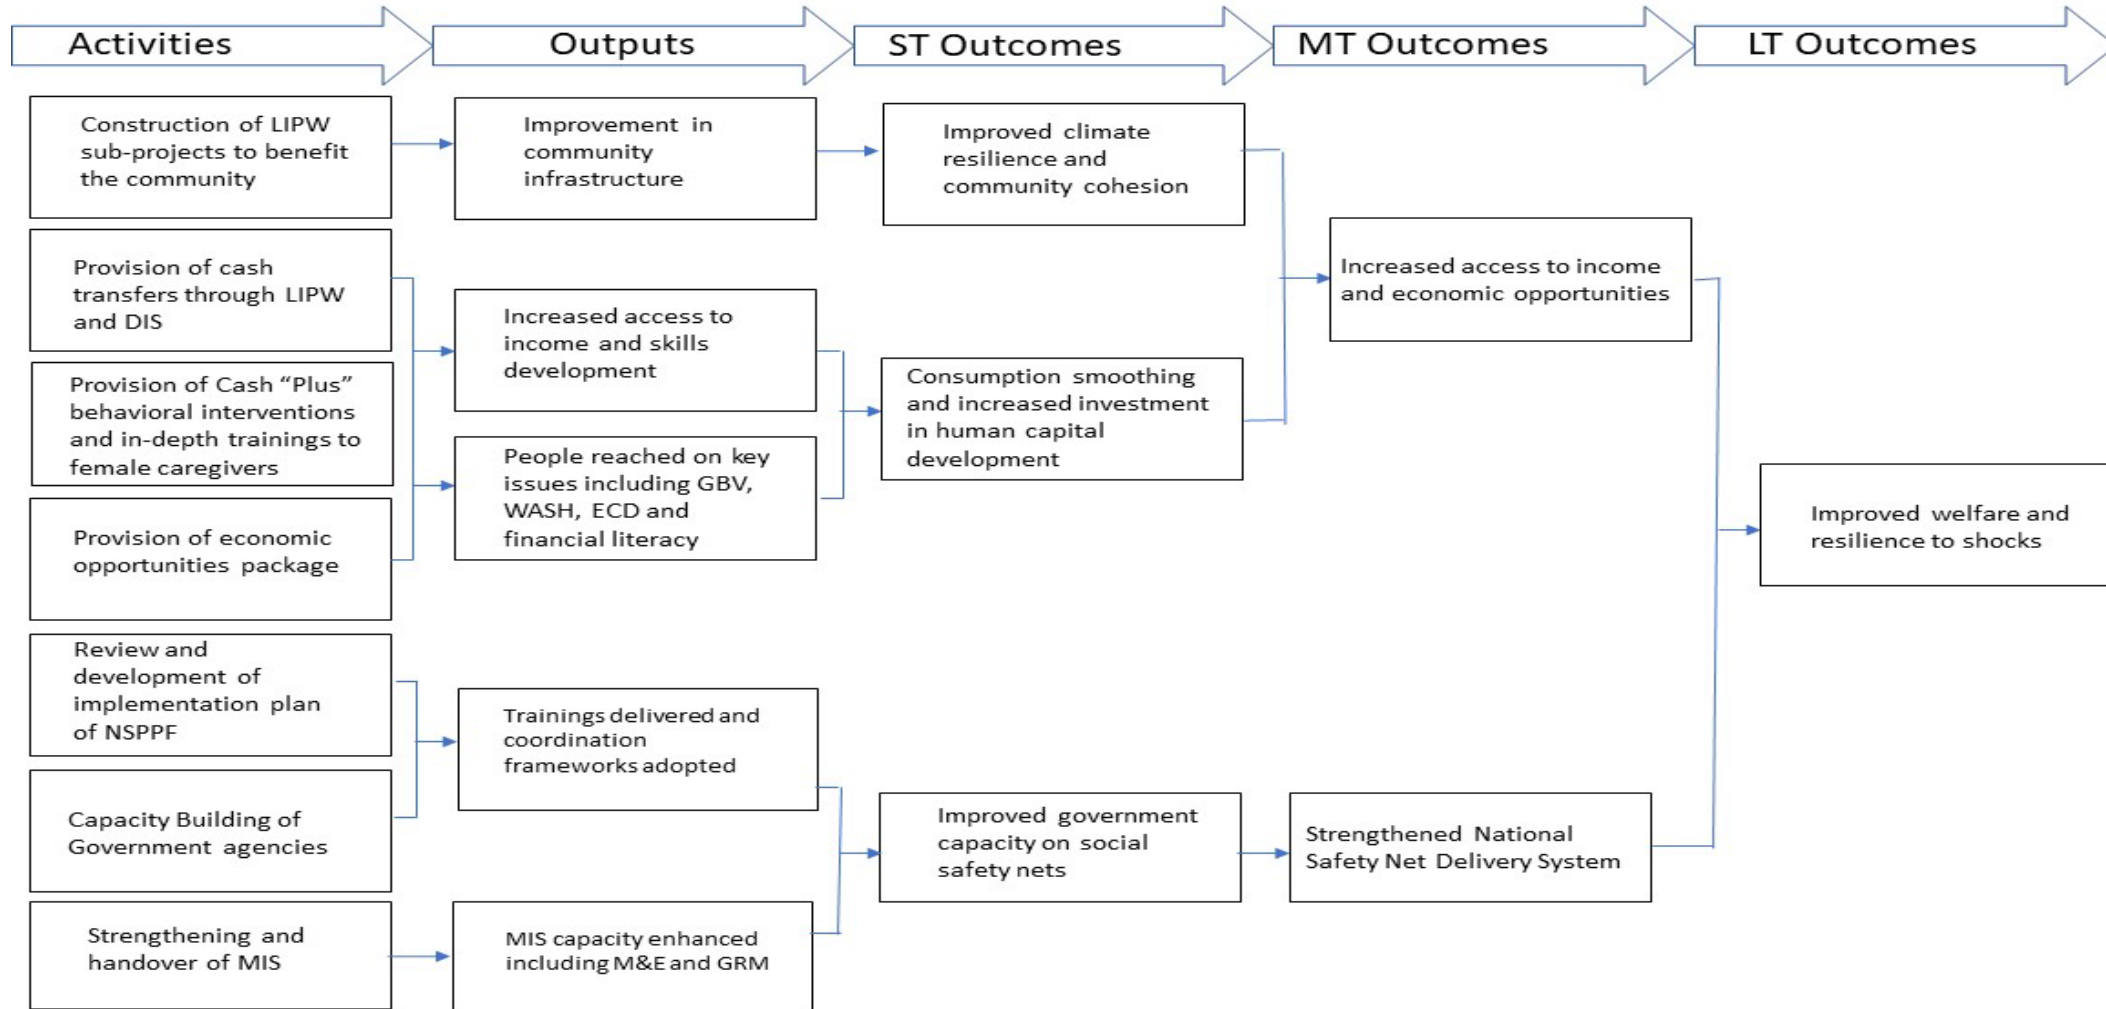 Activities
Outputs
ST Outcomes
MT Outcomes
LT Outcomes
Construction of LIPW
sub-projects to benefit
the community
Provision of cash
transfers through LIPW
and DIS
Provision of Cash “Plus”
behavioral interventions
and in-depth trainings to
female caregivers
Provision of economic
opportunities package
Review and
development of
implementation plan
of NSPPF
Capacity Building of
Government agencies
Strengthening and
handover of MIS
Improvement in
community
infrastructure
Increased access to
income and skills
development
People reached on key
issues including GBV,
WASH, ECD and
financial literacy
Trainings delivered and
coordination
frameworks adopted
MIS capacity enhanced
including M&E and GRM
Improved climate
resilience and
community cohesion
Consumption smoothing
and increased investment
in human capital
development
Improved government
capacity on social
safety nets
Increased access to income
and economic opportunities
Strengthened National
Safety Net Delivery System
Improved welfare and
resilience to shocks